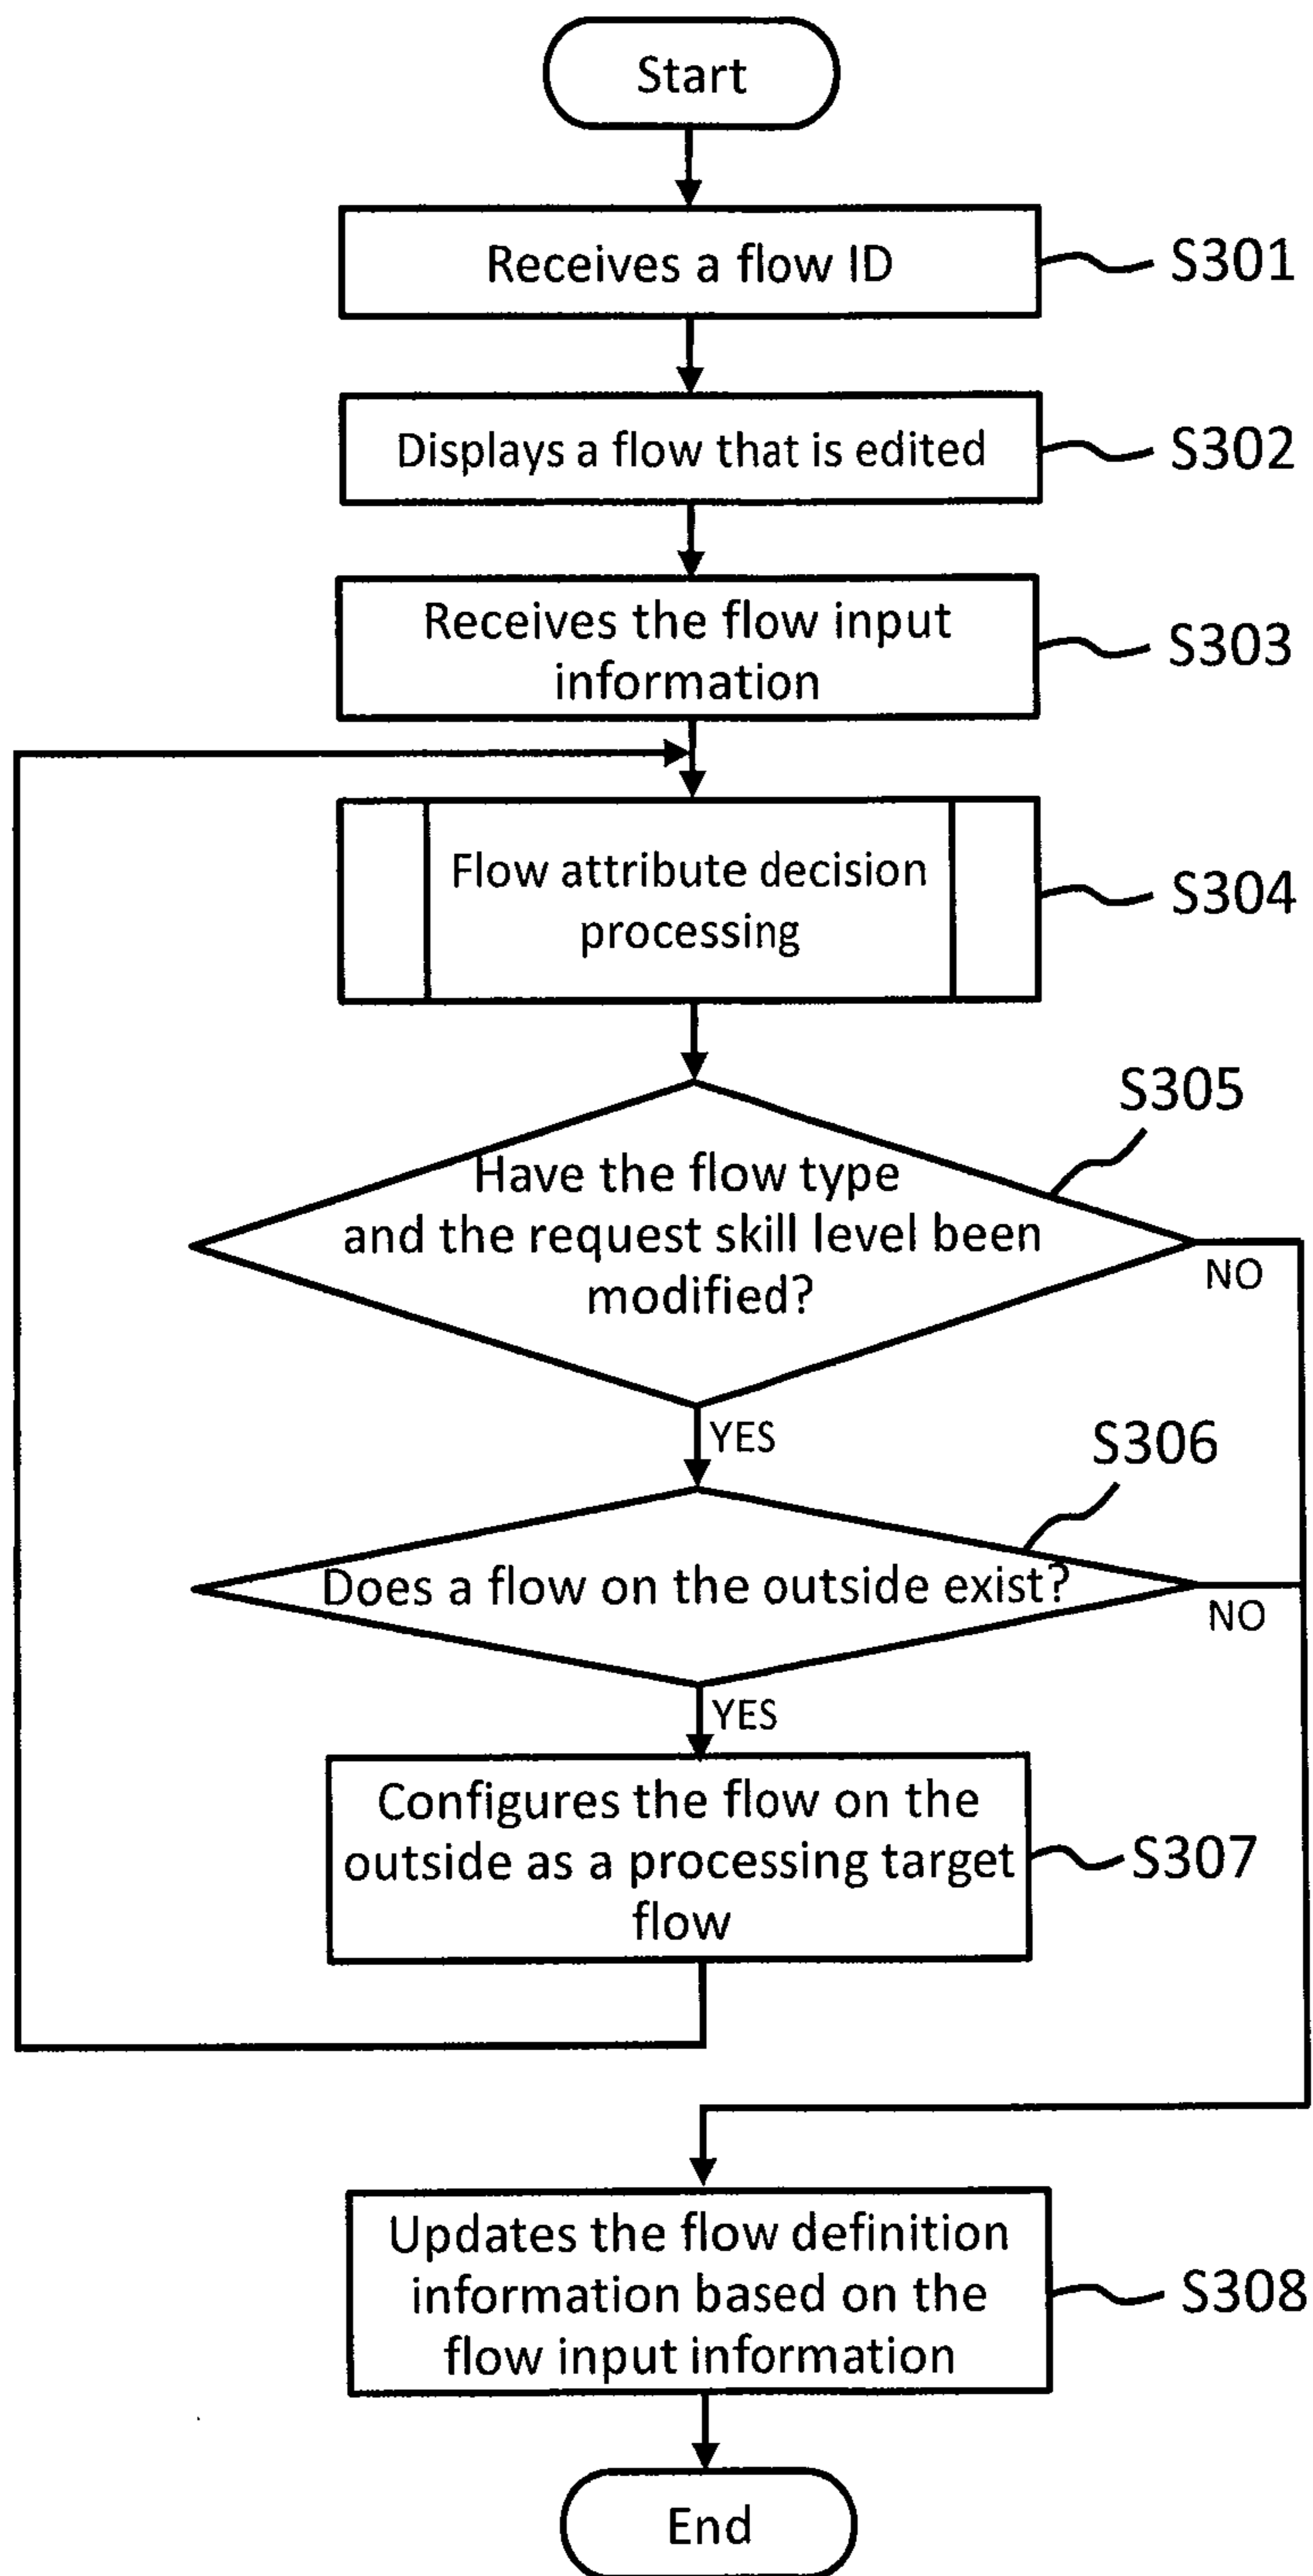 Start
Receives a flow ID
S301
Displays a flow that is edited
S302
Receives the flow input
information
S303
Flow attribute decision
processing
S304
S305
Have the flow type
and the request skill level been
modified?
NO
YES
S306
Does a flow on the outside exist?
NO
YES
Configures the flow on the
outside as a processing target
flow
S307
Updates the flow definition
information based on the
flow input information
S308
End